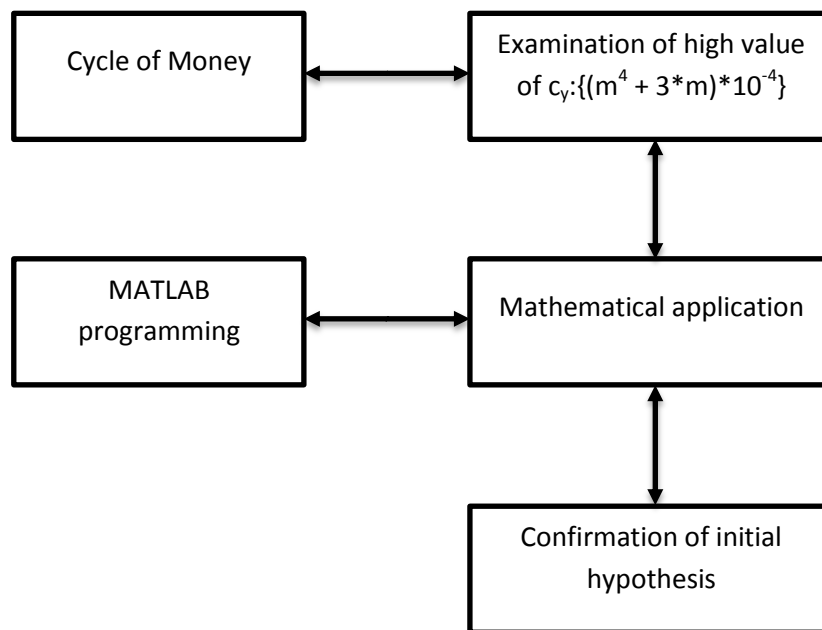 Cycle of Money
Examination of high value
of cᵧ:{(m⁴ + 3*m)*10⁻⁴}
MATLAB
programming
Mathematical application
Confirmation of initial
hypothesis